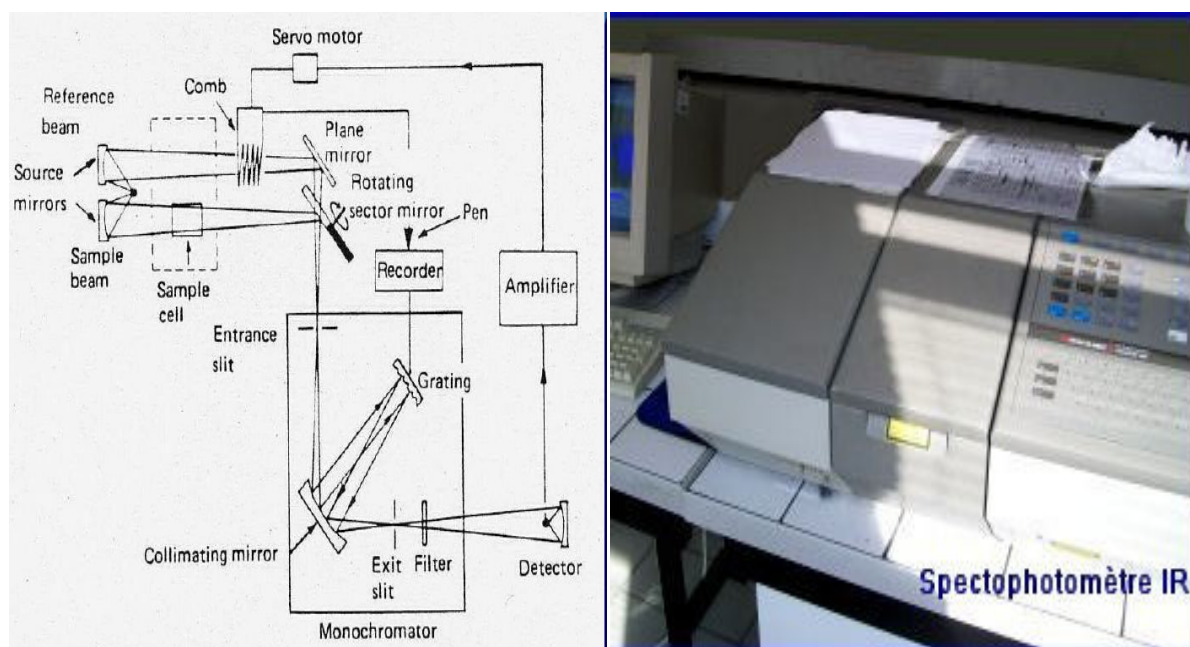 Servo motor
Comb
Reference
beam
Plane
mirror
Source
mirrors
Rotating
sector mirror
Pen
Sample
beam
Sample
cell
Recorder
Amplifier
Entrance
slit
Grating
Collimating mirror
Exit
slit
Filter
Detector
Monochromator
Spectophotomètre IR